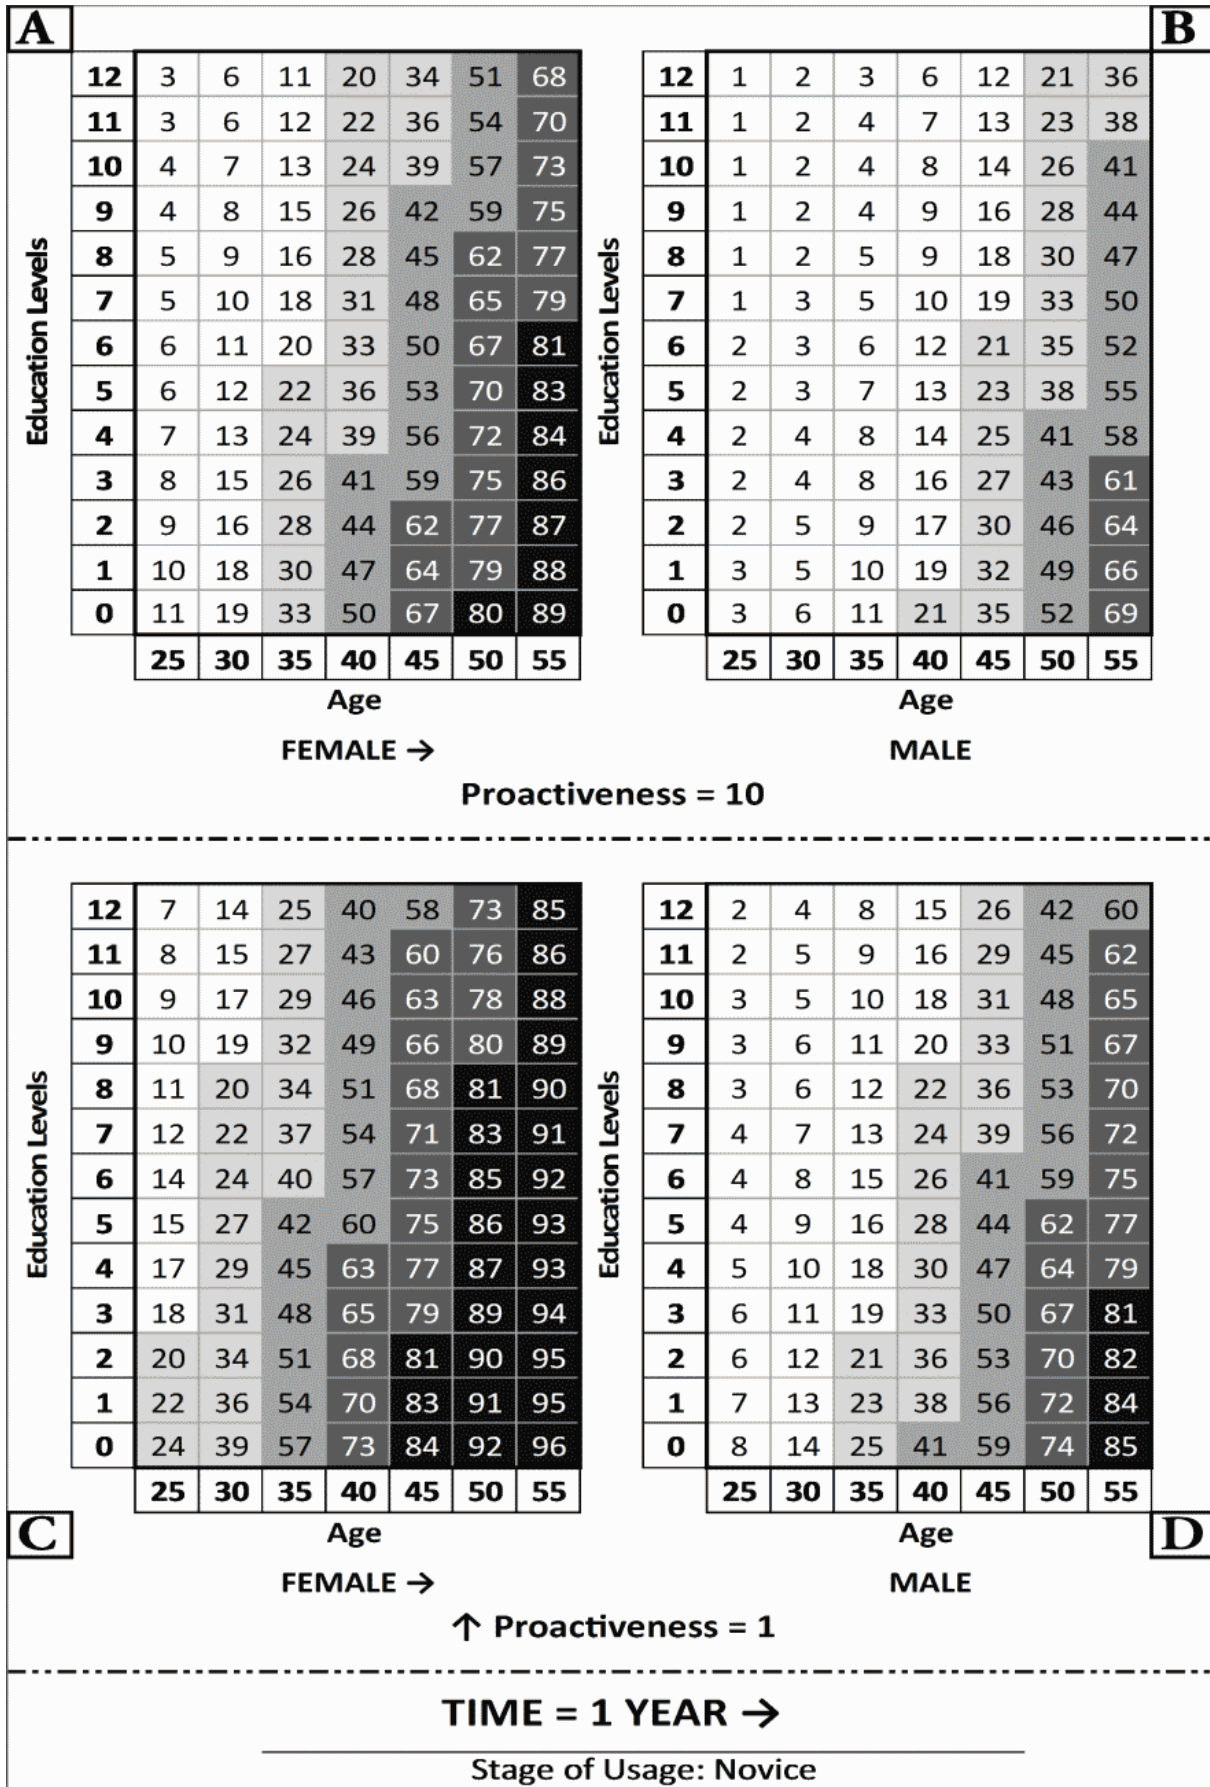 A B
12 3 6 11 20 34 51 68 12 1 2 3 6 12 21 36
11 3 6 12 22 36 54 70 11 1 2 4 7 13 23 38
10 4 7 13 24 39 57 73 10 1 2 4 8 14 26 41
9 4 8 15 26 42 59 75 9 1 2 4 9 16 28 44
8 5 9 16 28 45 62 77 8 1 2 5 9 18 30 47
7 5 10 18 31 48 65 79 7 1 3 5 10 19 33 50
6 6 11 20 33 50 67 81 6 2 3 6 12 21 35 52
5 6 12 22 36 53 70 83 5 2 3 7 13 23 38 55
4 7 13 24 39 56 72 84 4 2 4 8 14 25 41 58
3 8 15 26 41 59 75 86 3 2 4 8 16 27 43 61
2 9 16 28 44 62 77 87 2 2 5 9 17 30 46 64
1 10 18 30 47 64 79 88 1 3 5 10 19 32 49 66
0 11 19 33 50 67 80 89 0 3 6 11 21 35 52 69
Education Levels Education Levels
25 30 35 40 45 50 55 25 30 35 40 45 50 55
Age Age
FEMALE → MALE
Proactiveness = 10
12 7 14 25 40 58 73 85 12 2 4 8 15 26 42 60
11 8 15 27 43 60 76 86 11 2 5 9 16 29 45 62
10 9 17 29 46 63 78 88 10 3 5 10 18 31 48 65
9 10 19 32 49 66 80 89 9 3 6 11 20 33 51 67
8 11 20 34 51 68 81 90 8 3 6 12 22 36 53 70
7 12 22 37 54 71 83 91 7 4 7 13 24 39 56 72
6 14 24 40 57 73 85 92 6 4 8 15 26 41 59 75
5 15 27 42 60 75 86 93 5 4 9 16 28 44 62 77
4 17 29 45 63 77 87 93 4 5 10 18 30 47 64 79
3 18 31 48 65 79 89 94 3 6 11 19 33 50 67 81
2 20 34 51 68 81 90 95 2 6 12 21 36 53 70 82
1 22 36 54 70 83 91 95 1 7 13 23 38 56 72 84
0 24 39 57 73 84 92 96 0 8 14 25 41 59 74 85
Education Levels Education Levels
25 30 35 40 45 50 55 25 30 35 40 45 50 55
C Age Age D
FEMALE → MALE
↑ Proactiveness = 1
TIME = 1 YEAR →
Stage of Usage: Novice